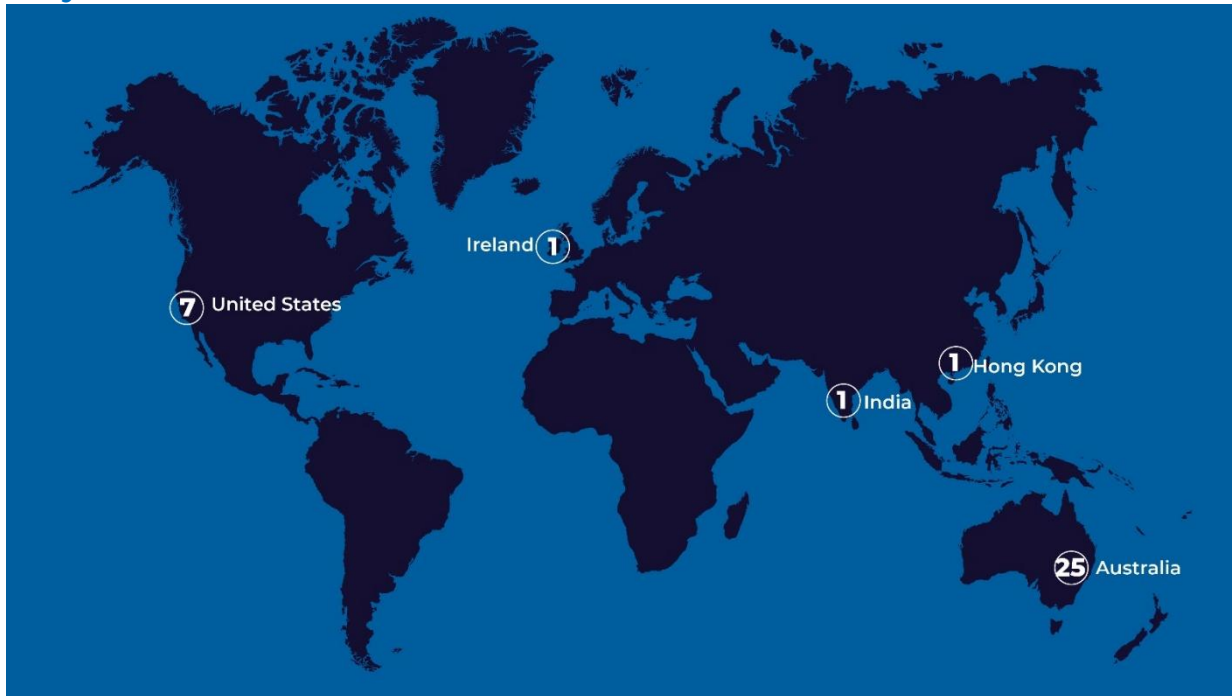 Ireland 1
7 United States
1 Hong Kong
1 India
25 Australia